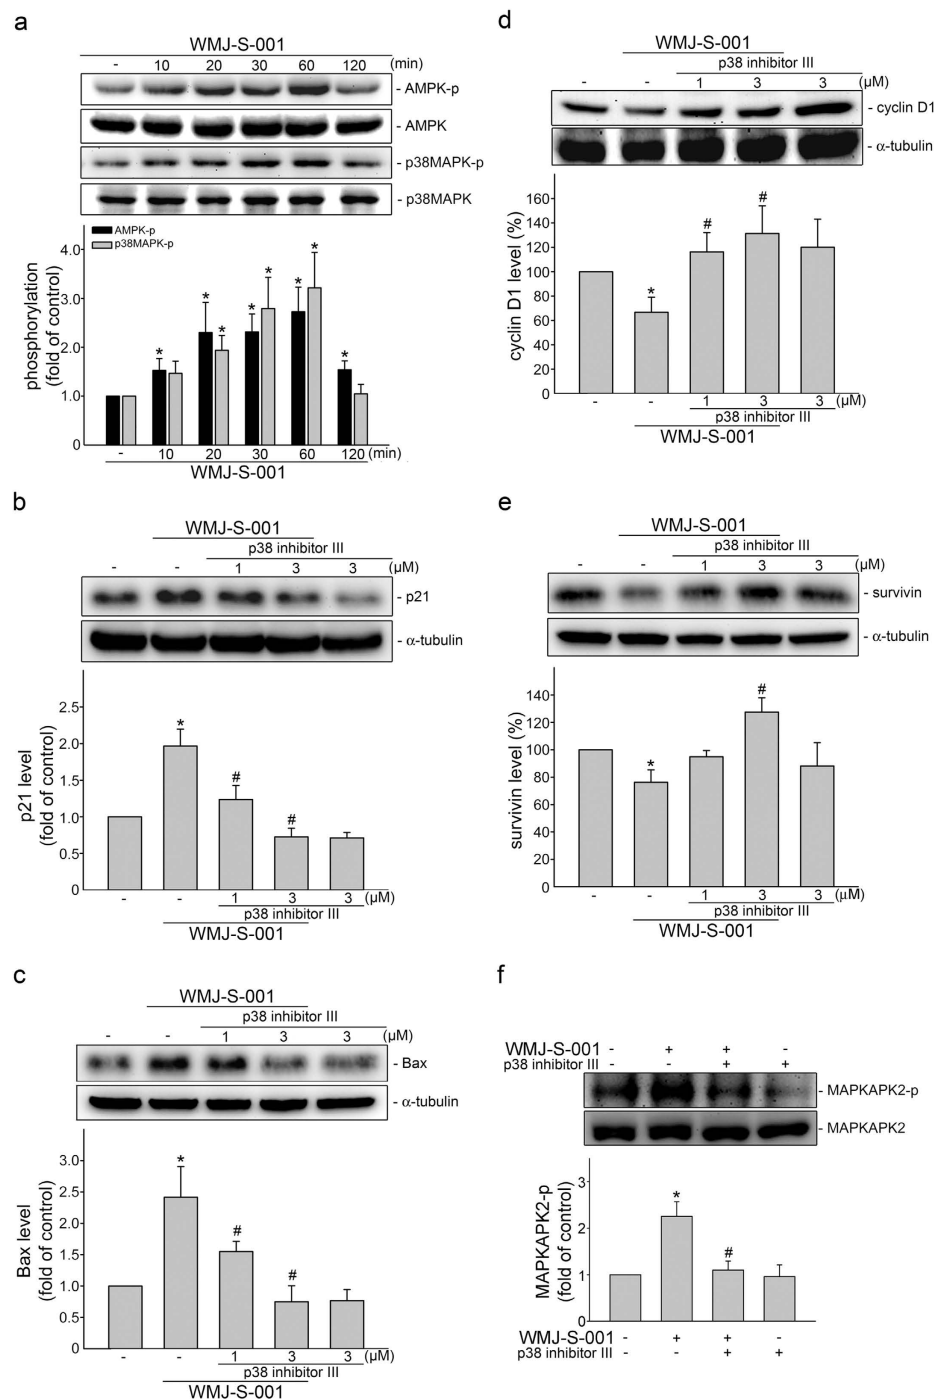 a
WMJ-S-001
- 10 20 30 60 120 (min)
- AMPK-p
- AMPK
- p38MAPK-p
- p38MAPK
AMPK-p
p38MAPK-p
phosphorylation
(fold of control)
4.0
3.0
2.0
1.0
0
* * * * * * * *
- 10 20 30 60 120 (min)
WMJ-S-001
b
WMJ-S-001
p38 inhibitor III
- - 1 3 3 (μM)
- p21
- α-tubulin
p21 level
(fold of control)
2.5
2.0
1.5
1.0
0.5
0
* # #
- - 1 3 3 (μM)
p38 inhibitor III
WMJ-S-001
c
WMJ-S-001
p38 inhibitor III
- - 1 3 3 (μM)
- Bax
- α-tubulin
Bax level
(fold of control)
3.0
2.5
2.0
1.5
1.0
0.5
0
* # #
- - 1 3 3 (μM)
p38 inhibitor III
WMJ-S-001
d
WMJ-S-001
p38 inhibitor III
- - 1 3 3 (μM)
- cyclin D1
- α-tubulin
cyclin D1 level (%)
160
140
120
100
80
60
40
20
0
* # #
- - 1 3 3 (μM)
p38 inhibitor III
WMJ-S-001
e
WMJ-S-001
p38 inhibitor III
- - 1 3 3 (μM)
- survivin
- α-tubulin
survivin level (%)
140
120
100
80
60
40
20
0
* #
- - 1 3 3 (μM)
p38 inhibitor III
WMJ-S-001
f
WMJ-S-001 - + + -
p38 inhibitor III - - + +
- MAPKAPK2-p
- MAPKAPK2
MAPKAPK2-p
(fold of control)
3
2
1
0
* #
WMJ-S-001 - + + -
p38 inhibitor III - - + +